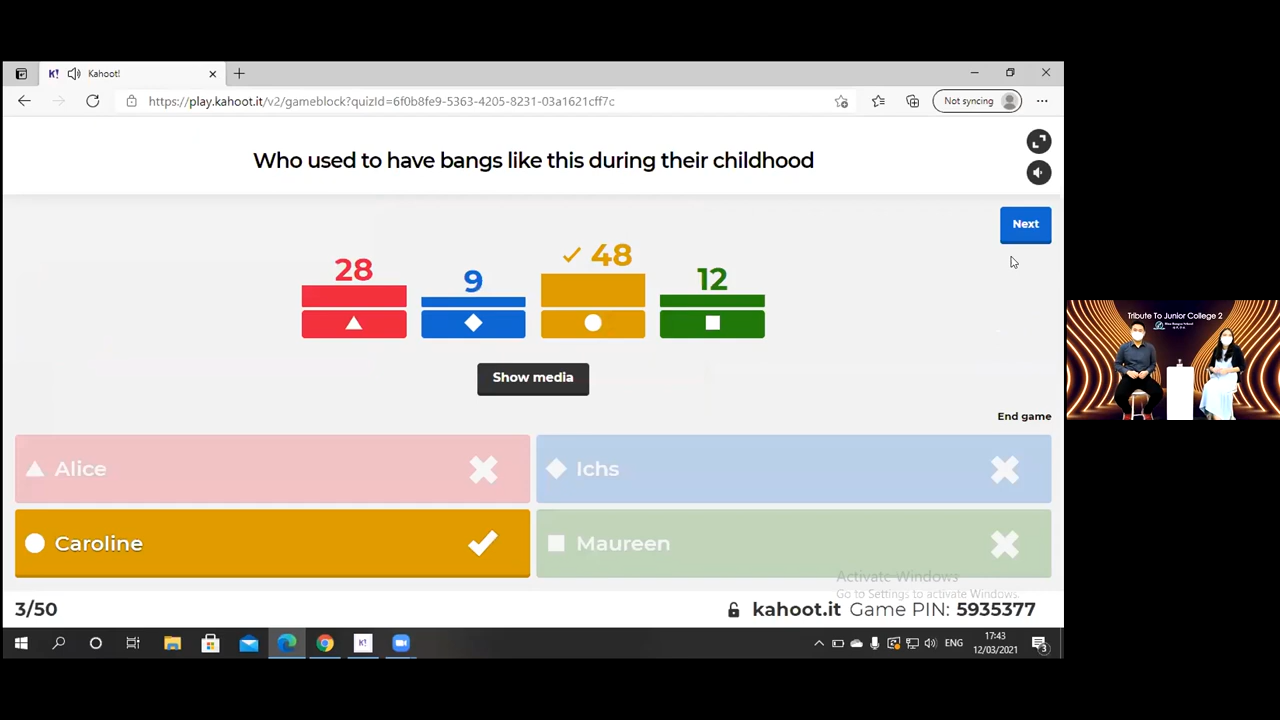 Kahoot!
https://play.kahoot.it/v2/gameblock?quizId=6f0b8fe9-5363-4205-8231-03a1621cff7c
Not syncing
Who used to have bangs like this during their childhood
Next
28
9
48
12
Show media
End game
Alice
Ichs
Caroline
Maureen
Activate Windows
Go to Settings to activate Windows.
3/50
kahoot.it Game PIN: 5935377
ENG
17:43
12/03/2021
3
Tribute To Junior College 2